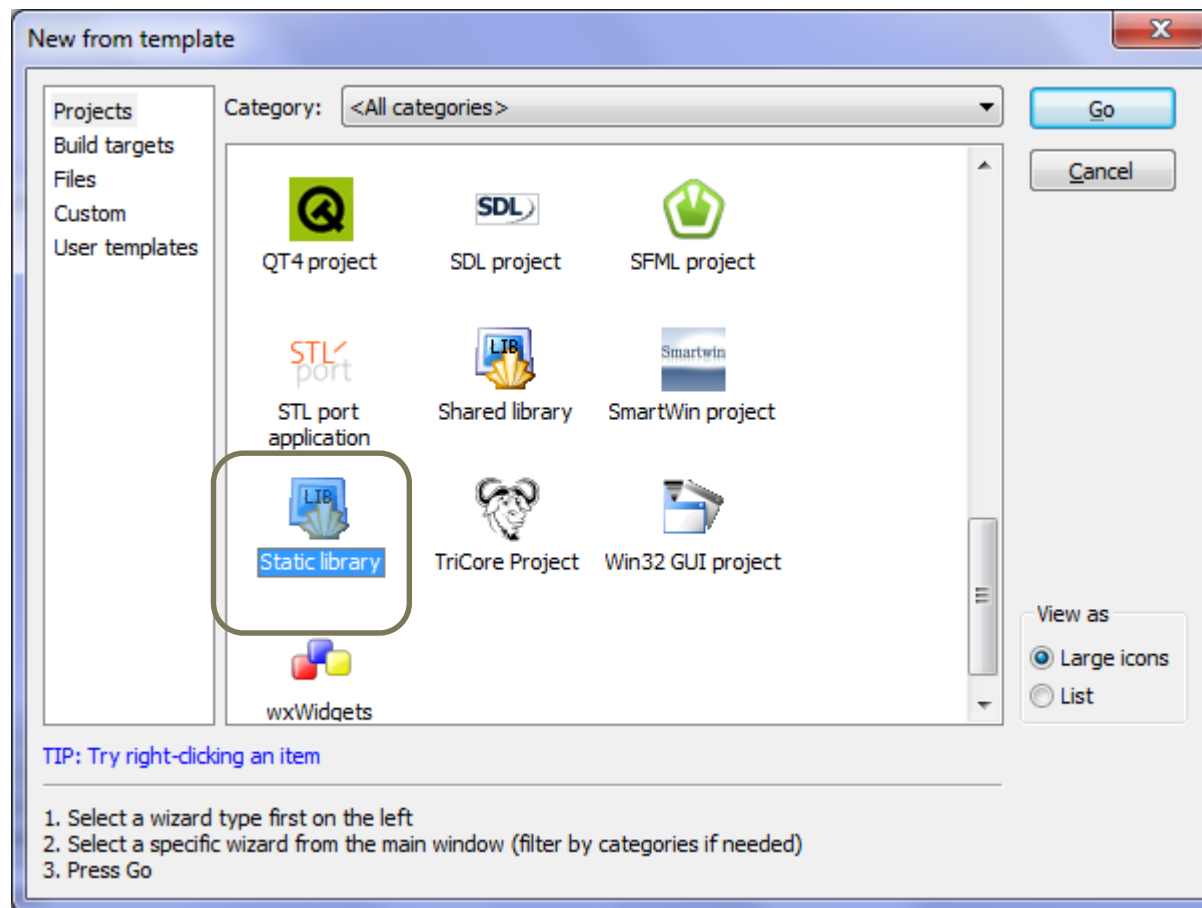 New from template
X
Projects
Build targets
Files
Custom
User templates
Category: <All categories>
Go
Cancel
SDL
QT4 project
SDL project
SFML project
STL
port
LIB
Smartwin
STL port
application
Shared library
SmartWin project
LIB
Static library
TriCore Project
Win32 GUI project
wxWidgets
View as
Large icons
List
TIP: Try right-clicking an item
1. Select a wizard type first on the left
2. Select a specific wizard from the main window (filter by categories if needed)
3. Press Go